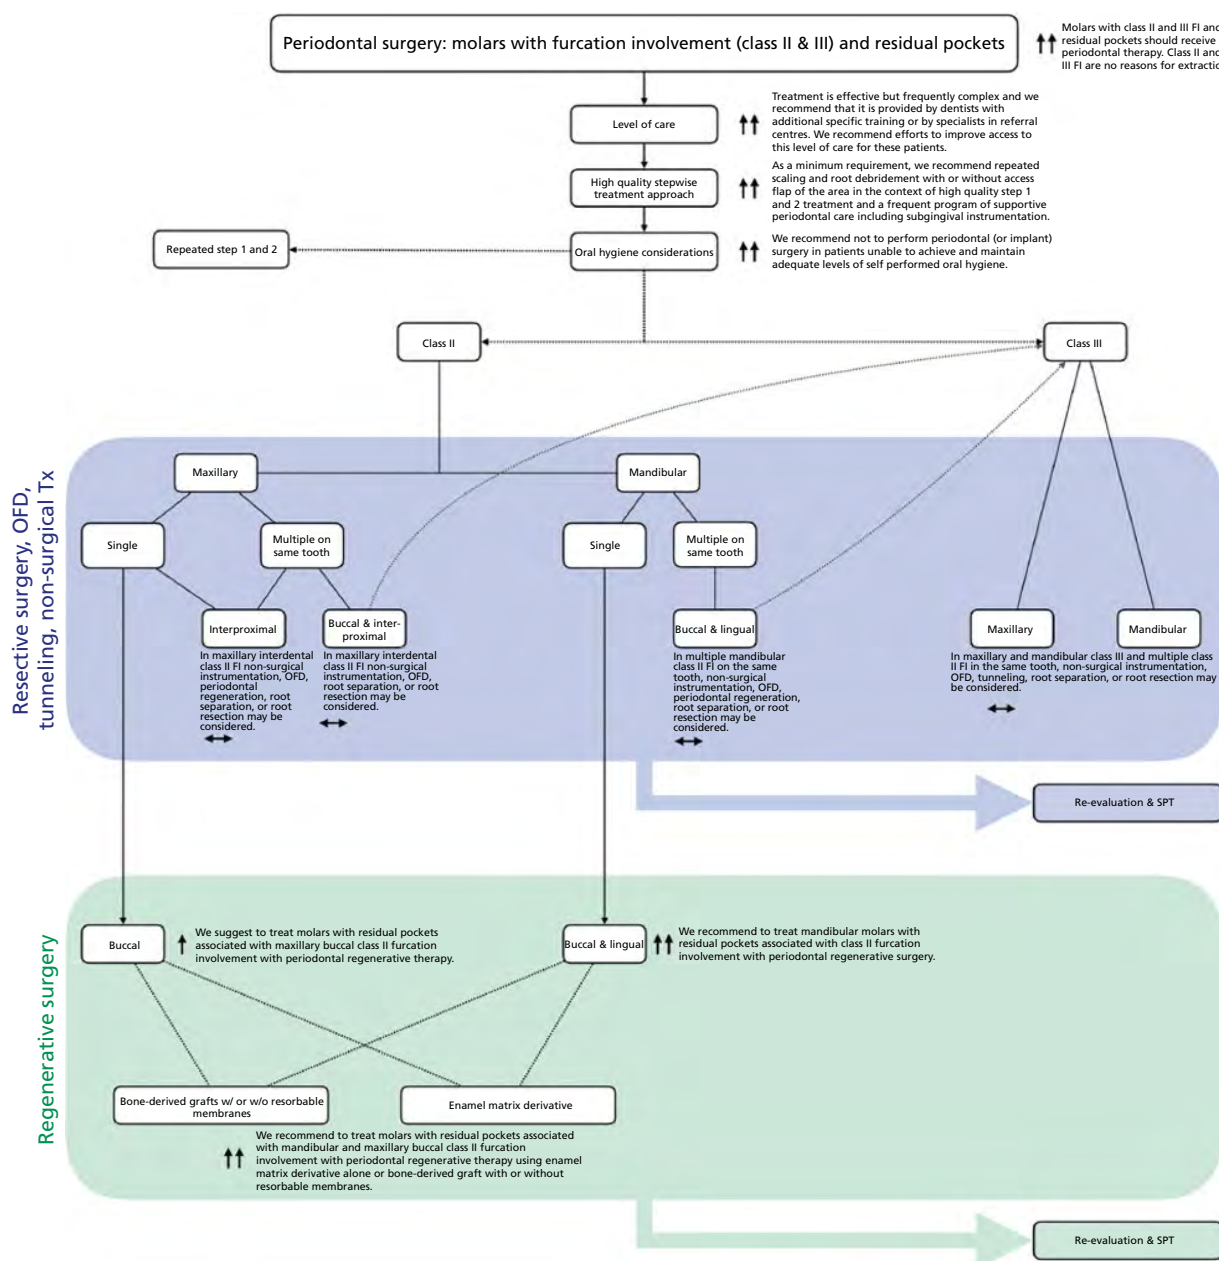 Periodontal surgery: molars with furcation involvement (class II & III) and residual pockets
Molars with class II and III FI and
residual pockets should receive
periodontal therapy. Class II and
III FI are no reasons for extractio
Level of care
Treatment is effective but frequently complex and we
recommend that it is provided by dentists with
additional specific training or by specialists in referral
centres. We recommend efforts to improve access to
this level of care for these patients.
High quality stepwise
treatment approach
As a minimum requirement, we recommend repeated
scaling and root debridement with or without access
flap of the area in the context of high quality step 1
and 2 treatment and a frequent program of supportive
periodontal care including subgingival instrumentation.
Repeated step 1 and 2
Oral hygiene considerations
We recommend not to perform periodontal (or implant)
surgery in patients unable to achieve and maintain
adequate levels of self performed oral hygiene.
Class II
Class III
Resective surgery, OFD,
tunneling, non-surgical Tx
Maxillary
Mandibular
Single
Multiple on
same tooth
Single
Multiple on
same tooth
Interproximal
In maxillary interdental
class II FI non-surgical
instrumentation, OFD,
periodontal
regeneration, root
separation, or root
resection may be
considered.
Buccal & inter-
proximal
In maxillary interdental
class II FI non-surgical
instrumentation, OFD,
root separation, or root
resection may be
considered.
Buccal & lingual
In multiple mandibular
class II FI on the same
tooth, non-surgical
instrumentation, OFD,
periodontal regeneration,
root separation, or root
resection may be
considered.
Maxillary
Mandibular
In maxillary and mandibular class III and multiple class
II FI in the same tooth, non-surgical instrumentation,
OFD, tunneling, root separation, or root resection may
be considered.
Re-evaluation & SPT
Regenerative surgery
Buccal
We suggest to treat molars with residual pockets
associated with maxillary buccal class II furcation
involvement with periodontal regenerative therapy.
Buccal & lingual
We recommend to treat mandibular molars with
residual pockets associated with class II furcation
involvement with periodontal regenerative surgery.
Bone-derived grafts w/ or w/o resorbable
membranes
Enamel matrix derivative
We recommend to treat molars with residual pockets associated
with mandibular and maxillary buccal class II furcation
involvement with periodontal regenerative therapy using enamel
matrix derivative alone or bone-derived graft with or without
resorbable membranes.
Re-evaluation & SPT